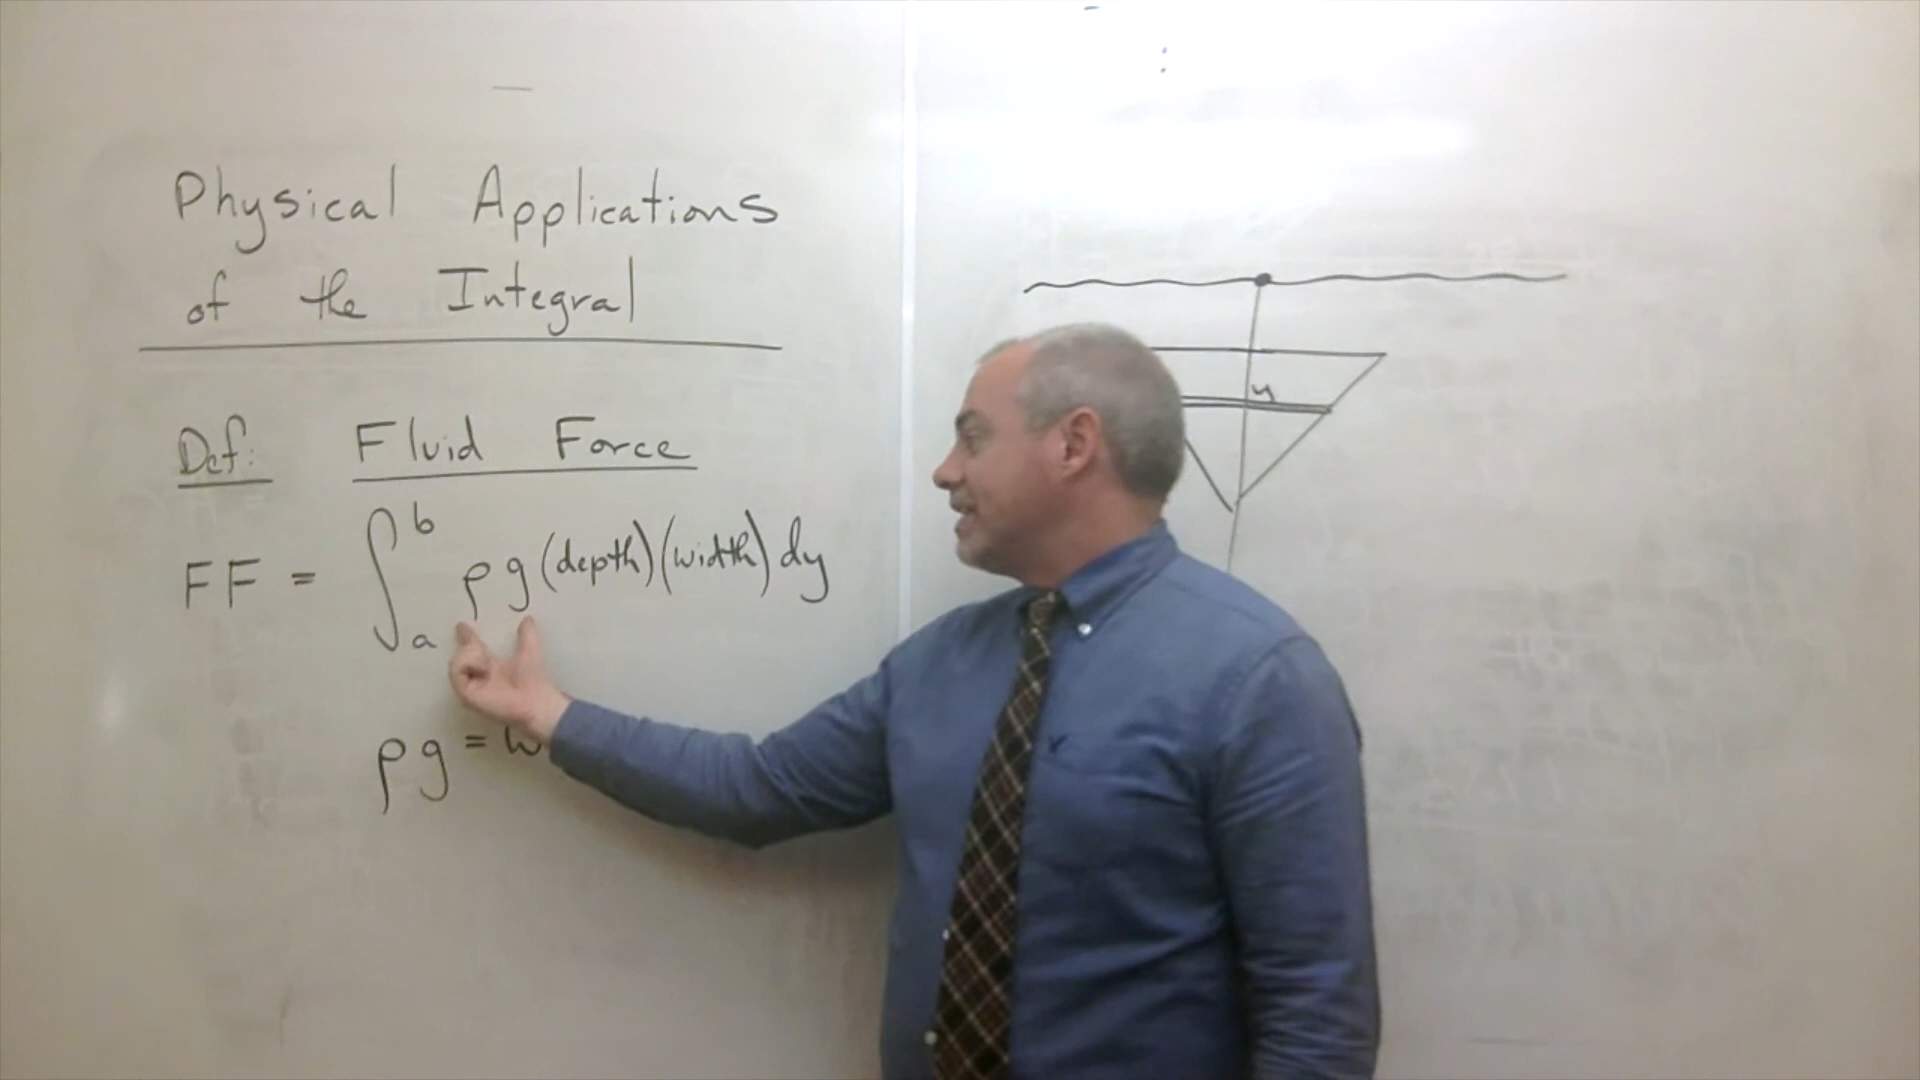 Physical Applications
of the Integral
Def: Fluid Force
FF = ∫ₐᵇ ρg (depth)(width) dy
ρg = w
y